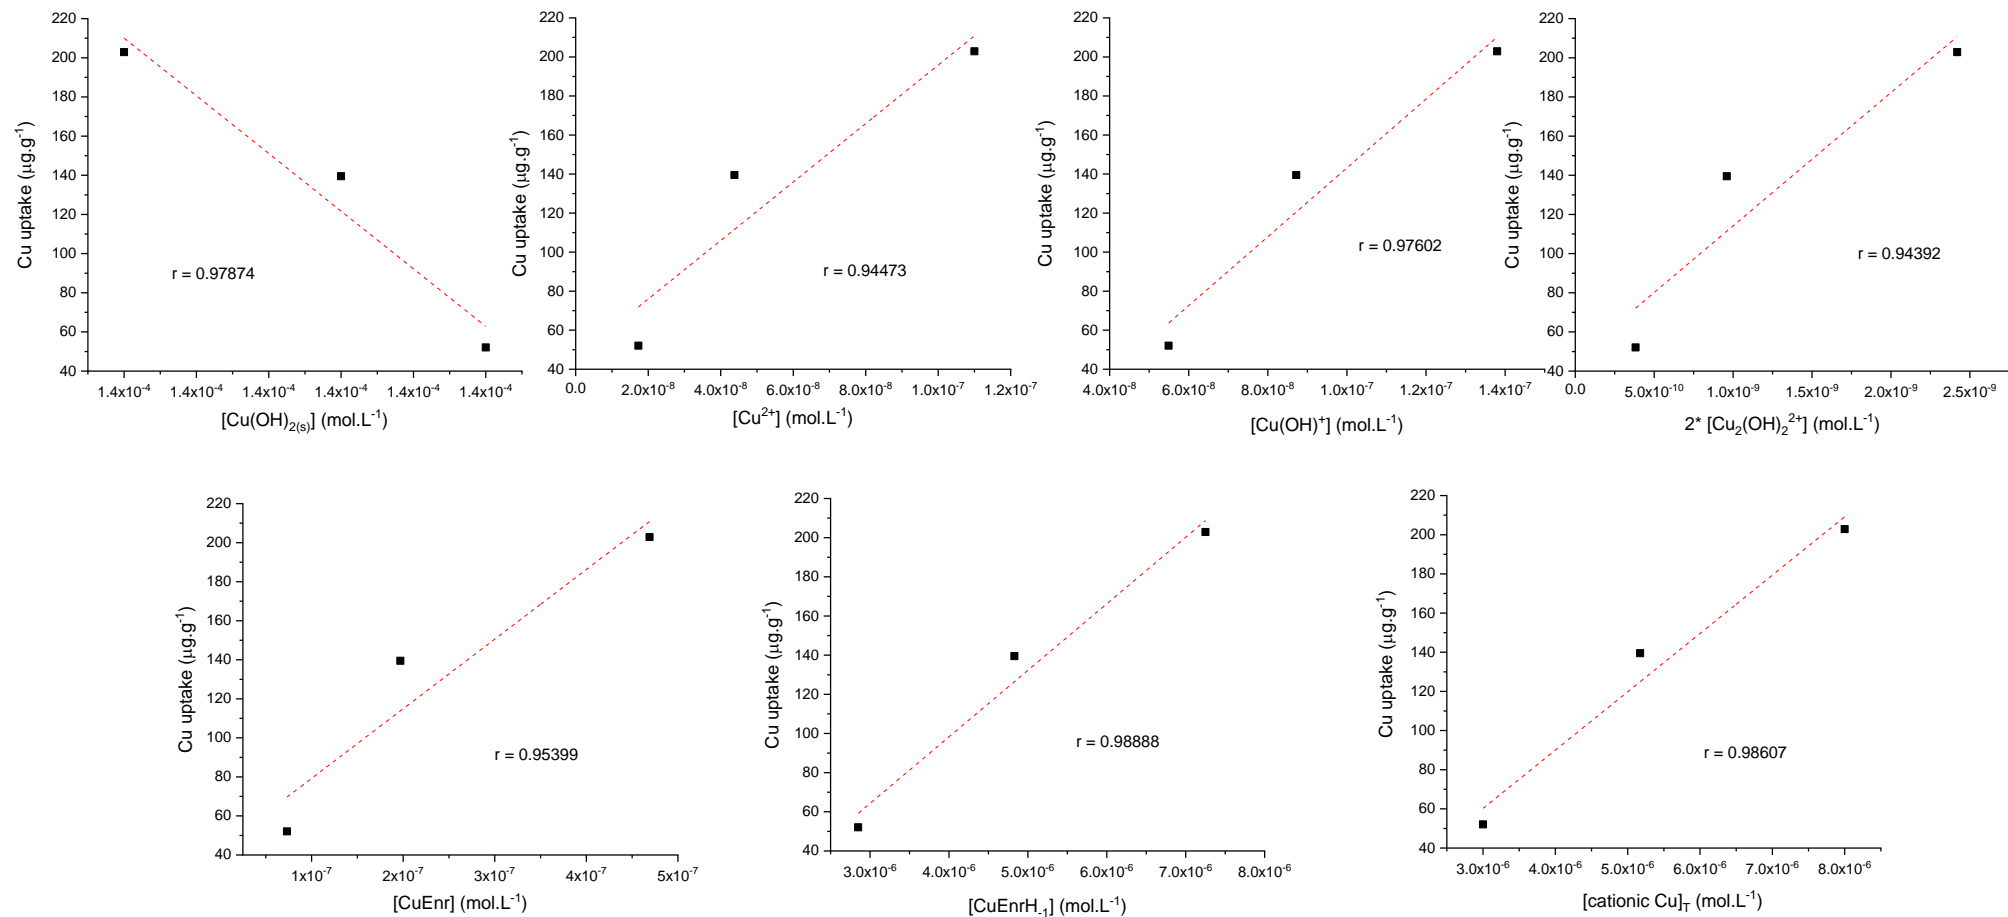 220
200
180
160
140
120
100
80
60
40
Cu uptake (μg.g⁻¹)
r = 0.97874
1.4x10⁻⁴ 1.4x10⁻⁴ 1.4x10⁻⁴ 1.4x10⁻⁴ 1.4x10⁻⁴ 1.4x10⁻⁴
[Cu(OH)₂₍ₛ₎] (mol.L⁻¹)
220
200
180
160
140
120
100
80
60
40
Cu uptake (μg.g⁻¹)
r = 0.94473
0.0 2.0x10⁻⁸ 4.0x10⁻⁸ 6.0x10⁻⁸ 8.0x10⁻⁸ 1.0x10⁻⁷ 1.2x10⁻⁷
[Cu²⁺] (mol.L⁻¹)
220
200
180
160
140
120
100
80
60
40
Cu uptake (μg.g⁻¹)
r = 0.97602
4.0x10⁻⁸ 6.0x10⁻⁸ 8.0x10⁻⁸ 1.0x10⁻⁷ 1.2x10⁻⁷ 1.4x10⁻⁷
[Cu(OH)⁺] (mol.L⁻¹)
220
200
180
160
140
120
100
80
60
40
Cu uptake (μg.g⁻¹)
r = 0.94392
0.0 5.0x10⁻¹⁰ 1.0x10⁻⁹ 1.5x10⁻⁹ 2.0x10⁻⁹ 2.5x10⁻⁹
2* [Cu₂(OH)₂²⁺] (mol.L⁻¹)
220
200
180
160
140
120
100
80
60
40
Cu uptake (μg.g⁻¹)
r = 0.95399
1x10⁻⁷ 2x10⁻⁷ 3x10⁻⁷ 4x10⁻⁷ 5x10⁻⁷
[CuEnr] (mol.L⁻¹)
220
200
180
160
140
120
100
80
60
40
Cu uptake (μg.g⁻¹)
r = 0.98888
3.0x10⁻⁶ 4.0x10⁻⁶ 5.0x10⁻⁶ 6.0x10⁻⁶ 7.0x10⁻⁶ 8.0x10⁻⁶
[CuEnrH₋₁] (mol.L⁻¹)
220
200
180
160
140
120
100
80
60
40
Cu uptake (μg.g⁻¹)
r = 0.98607
3.0x10⁻⁶ 4.0x10⁻⁶ 5.0x10⁻⁶ 6.0x10⁻⁶ 7.0x10⁻⁶ 8.0x10⁻⁶
[cationic Cu]T (mol.L⁻¹)